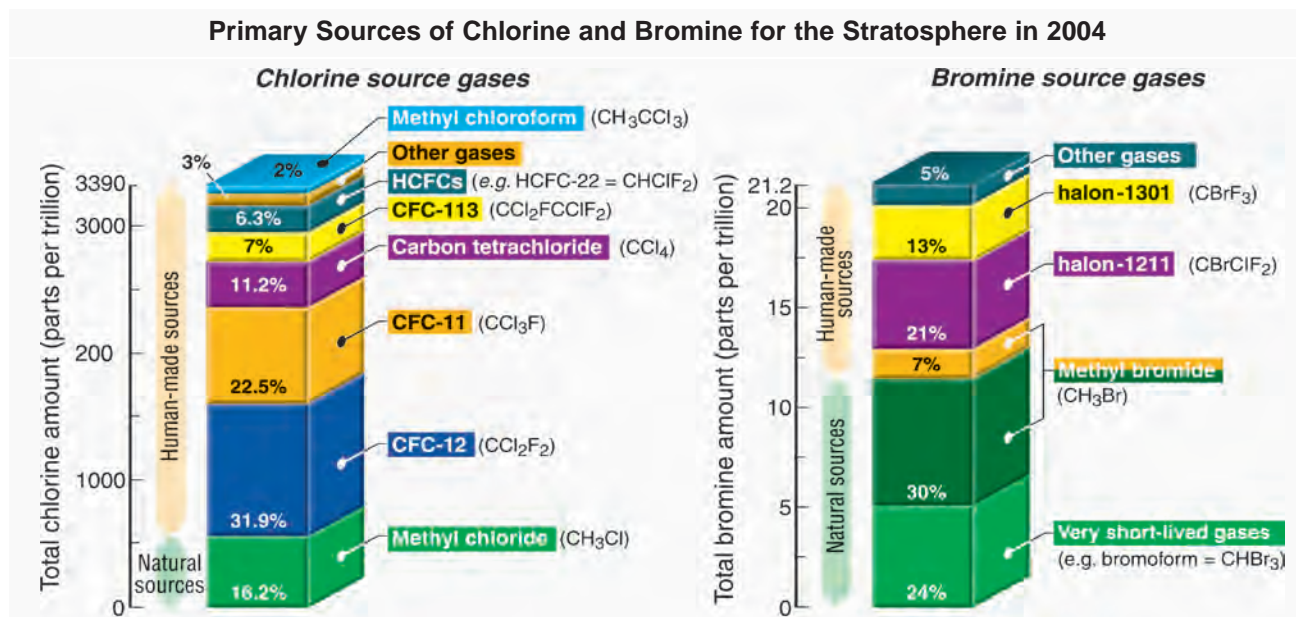 Primary Sources of Chlorine and Bromine for the Stratosphere in 2004
Chlorine source gases
Total chlorine amount (parts per trillion)
3390
3000
200
1000
0
Human-made sources
Natural
sources
3%
2%
6.3%
7%
11.2%
22.5%
31.9%
16.2%
Methyl chloroform (CH3CCl3)
Other gases
HCFCs (e.g. HCFC-22 = CHClF2)
CFC-113 (CCl2FCClF2)
Carbon tetrachloride (CCl4)
CFC-11 (CCl3F)
CFC-12 (CCl2F2)
Methyl chloride (CH3Cl)
Bromine source gases
Total bromine amount (parts per trillion)
21.2
20
15
10
5
0
Human-made
sources
Natural sources
5%
13%
21%
7%
30%
24%
Other gases
halon-1301 (CBrF3)
halon-1211 (CBrClF2)
Methyl bromide
(CH3Br)
Very short-lived gases
(e.g. bromoform = CHBr3)